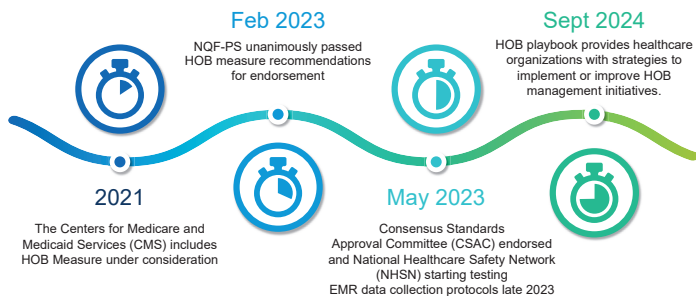 2021
The Centers for Medicare and
Medicaid Services (CMS) includes
HOB Measure under consideration
Feb 2023
NQF-PS unanimously passed
HOB measure recommendations
for endorsement
May 2023
Consensus Standards
Approval Committee (CSAC) endorsed
and National Healthcare Safety Network
(NHSN) starting testing
EMR data collection protocols late 2023
Sept 2024
HOB playbook provides healthcare
organizations with strategies to
implement or improve HOB
management initiatives.